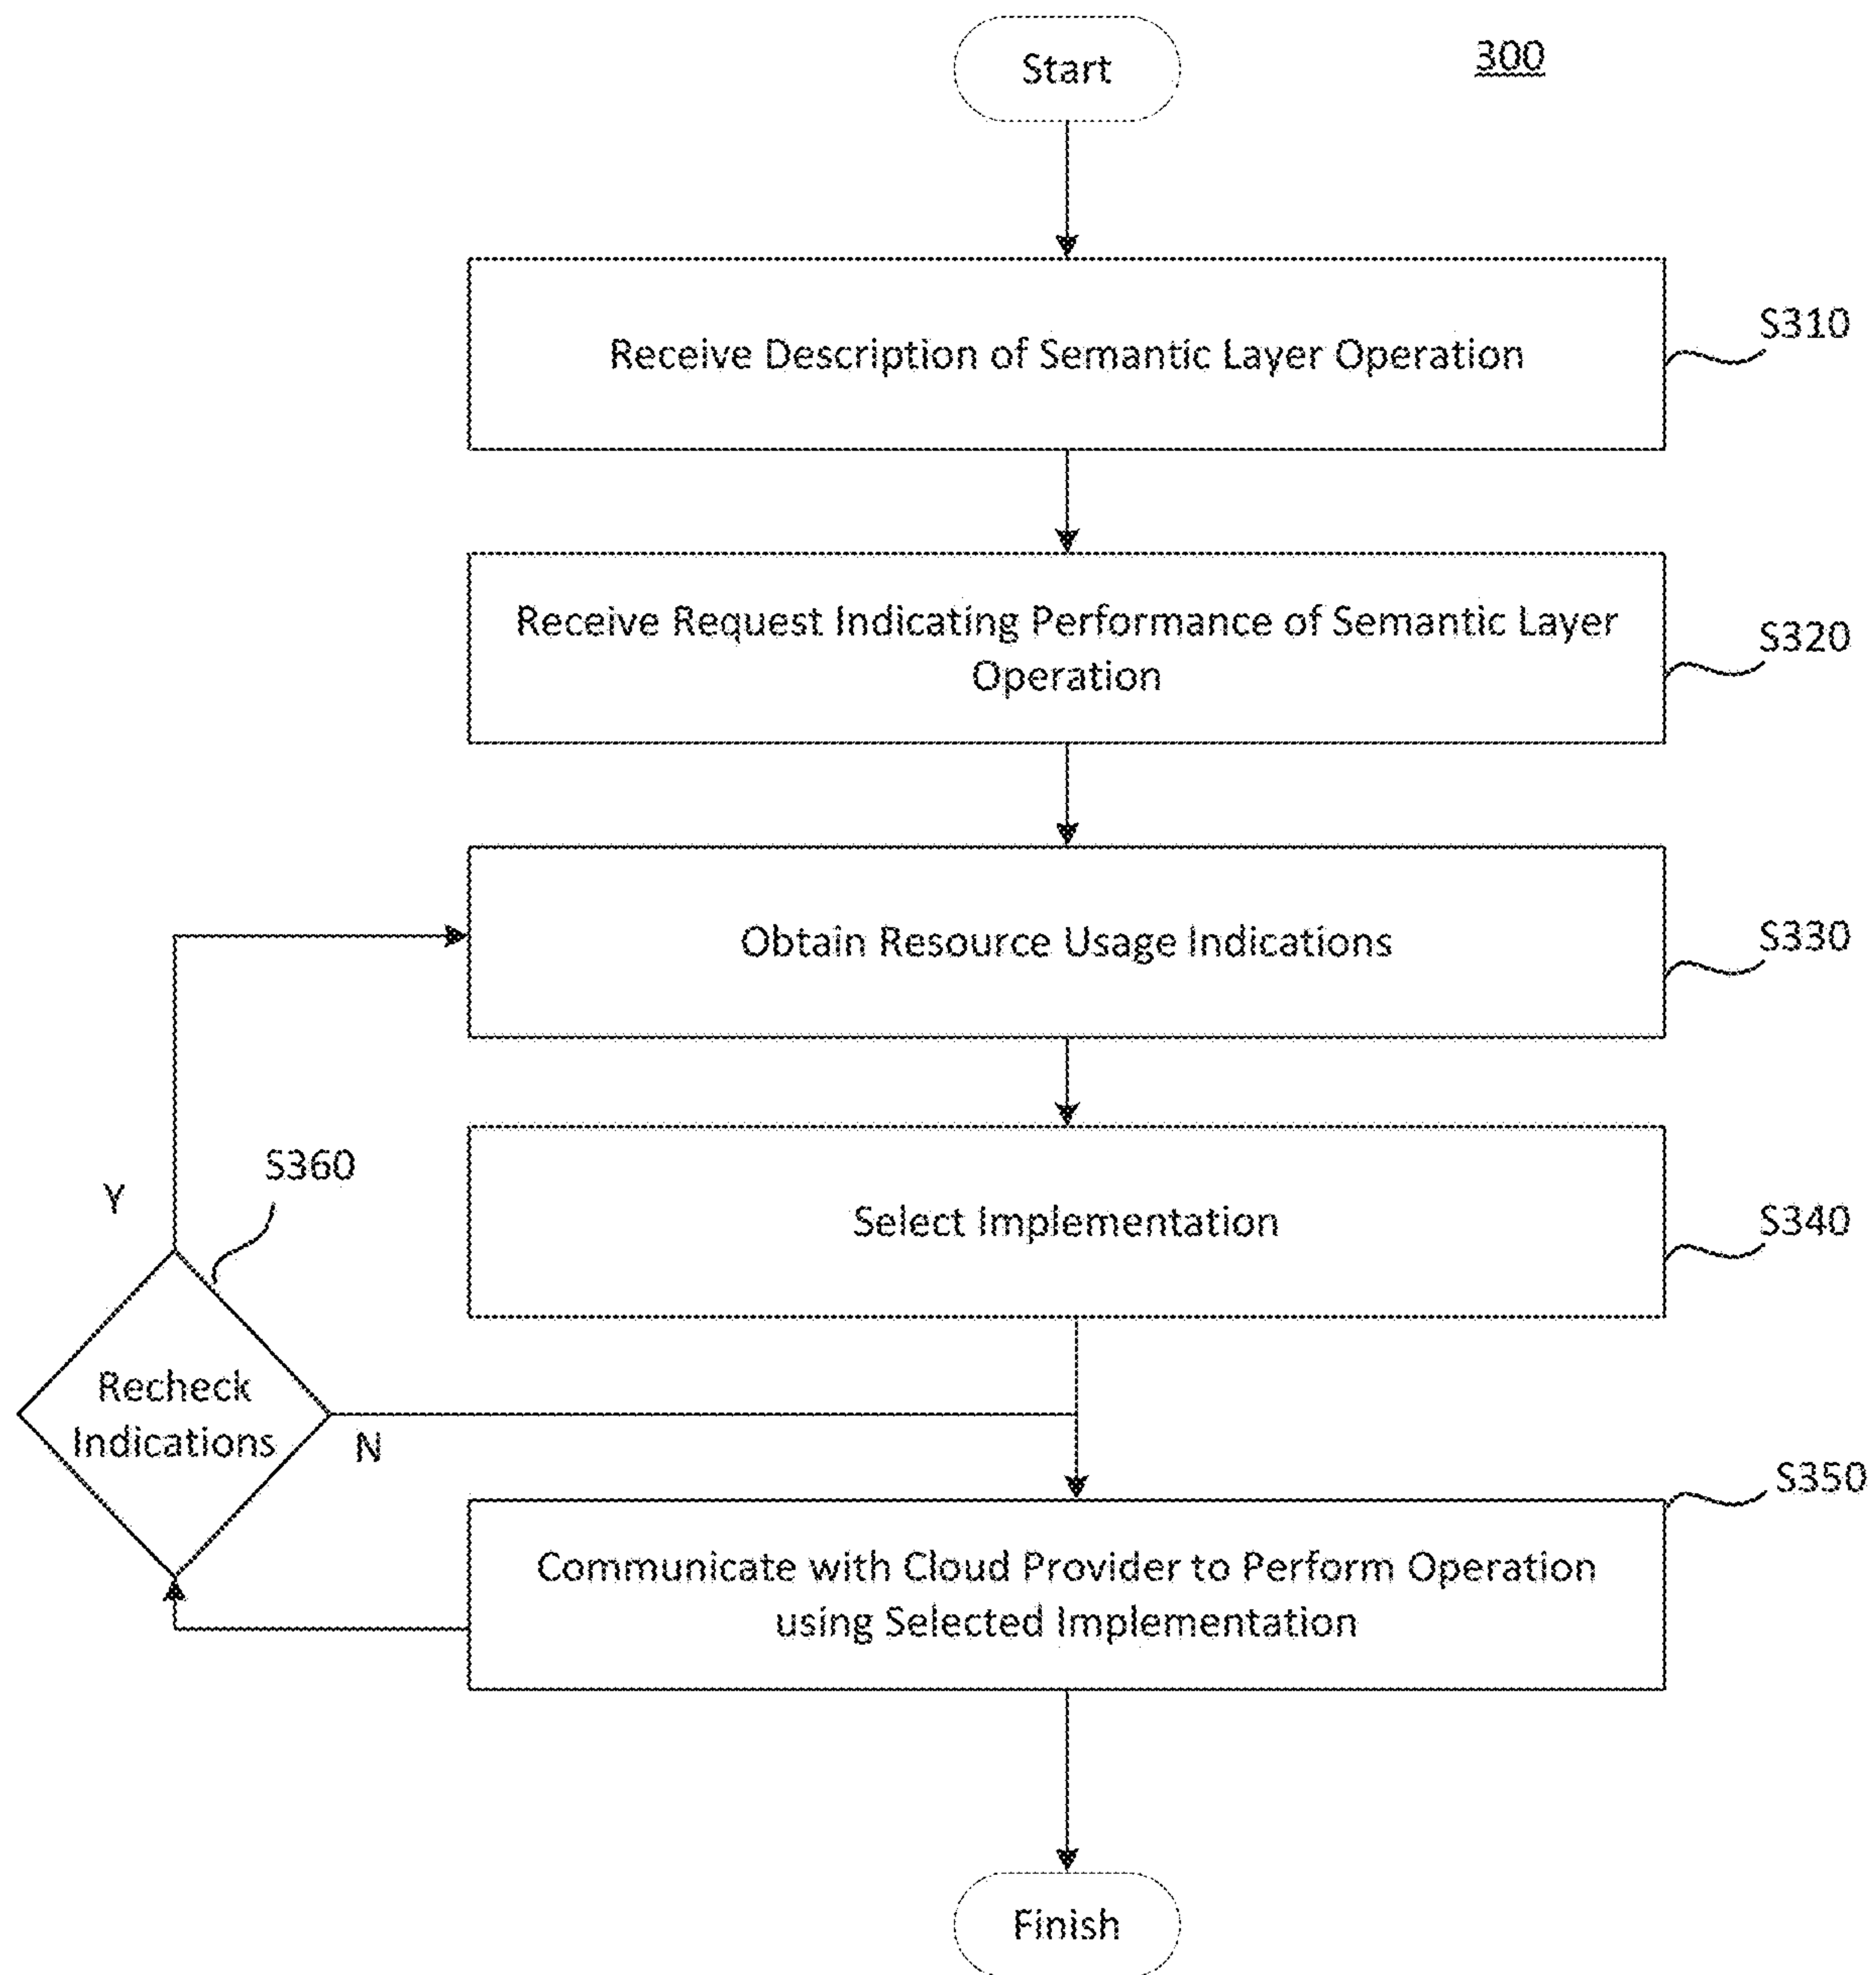 Start
300
Receive Description of Semantic Layer Operation
S310
Receive Request Indicating Performance of Semantic Layer
Operation
S320
Obtain Resource Usage Indications
S330
Select Implementation
S340
S360
Y
Recheck
Indications
N
Communicate with Cloud Provider to Perform Operation
using Selected Implementation
S350
Finish